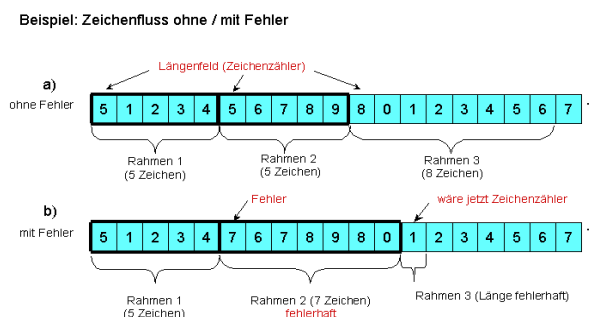 Beispiel: Zeichenfluss ohne / mit Fehler
Längenfeld (Zeichenzähler)
a)
ohne Fehler
5 1 2 3 4 5 6 7 8 9 8 0 1 2 3 4 5 6 7
Rahmen 1
(5 Zeichen)
Rahmen 2
(5 Zeichen)
Rahmen 3
(8 Zeichen)
b)
Fehler
wäre jetzt Zeichenzähler
mit Fehler
5 1 2 3 4 7 6 7 8 9 8 0 1 2 3 4 5 6 7
Rahmen 1
(5 Zeichen)
Rahmen 2 (7 Zeichen)
fehlerhaft
Rahmen 3 (Länge fehlerhaft)